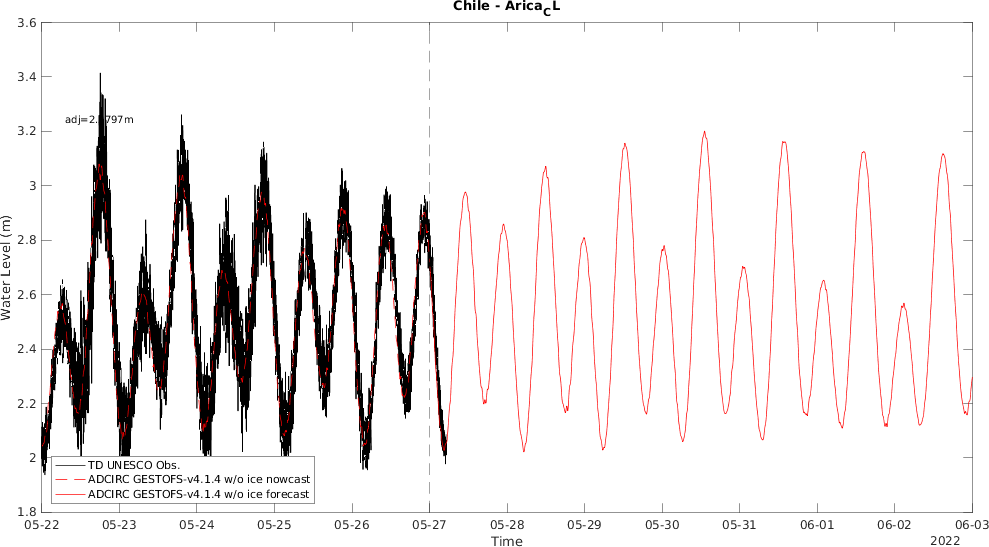 Chile - Arica_CL
3.6
3.4
3.2
3
2.8
2.6
2.4
2.2
2
1.8
Water Level (m)
TD UNESCO Obs.
ADCIRC GESTOFS-v4.1.4 w/o ice nowcast
ADCIRC GESTOFS-v4.1.4 w/o ice forecast
05-22 05-23 05-24 05-25 05-26 05-27 05-28 05-29 05-30 05-31 06-01 06-02 06-03
Time
2022